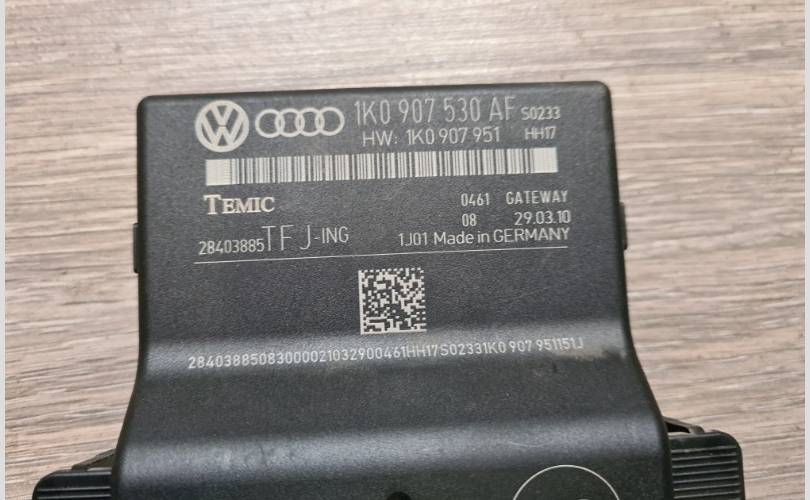 1K0 907 530 AF S0233
HW: 1K0 907 951 HH17
TEMIC
0461 GATEWAY
08 29.03.10
28403885TFJ-ING
1J01 Made in GERMANY
28403885083000021032900461HH17S02331K0 907 951151J